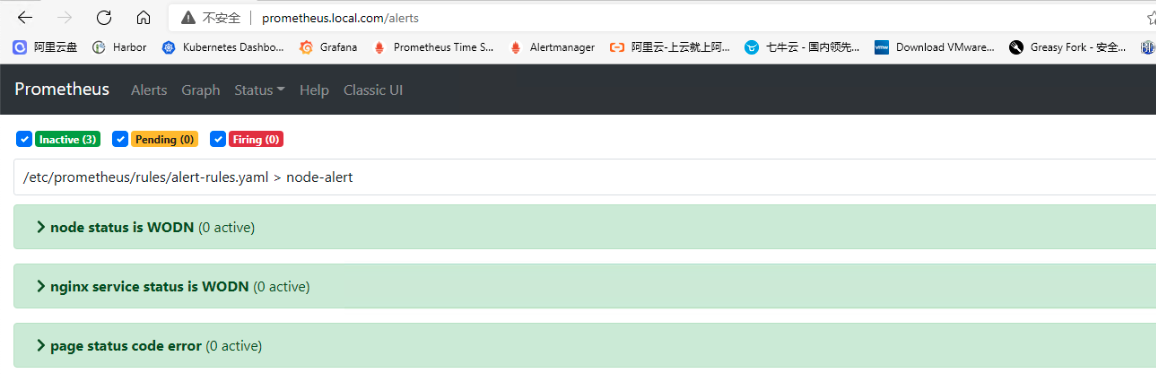 不安全 | prometheus.local.com/alerts
阿里云盘 Harbor Kubernetes Dashbo... Grafana Prometheus Time S... Alertmanager 阿里云-上云就上阿... 七牛云 - 国内领先... Download VMware... Greasy Fork - 安全...
Prometheus Alerts Graph Status Help Classic UI
Inactive (3) Pending (0) Firing (0)
/etc/prometheus/rules/alert-rules.yaml > node-alert
node status is WODN (0 active)
nginx service status is WODN (0 active)
page status code error (0 active)